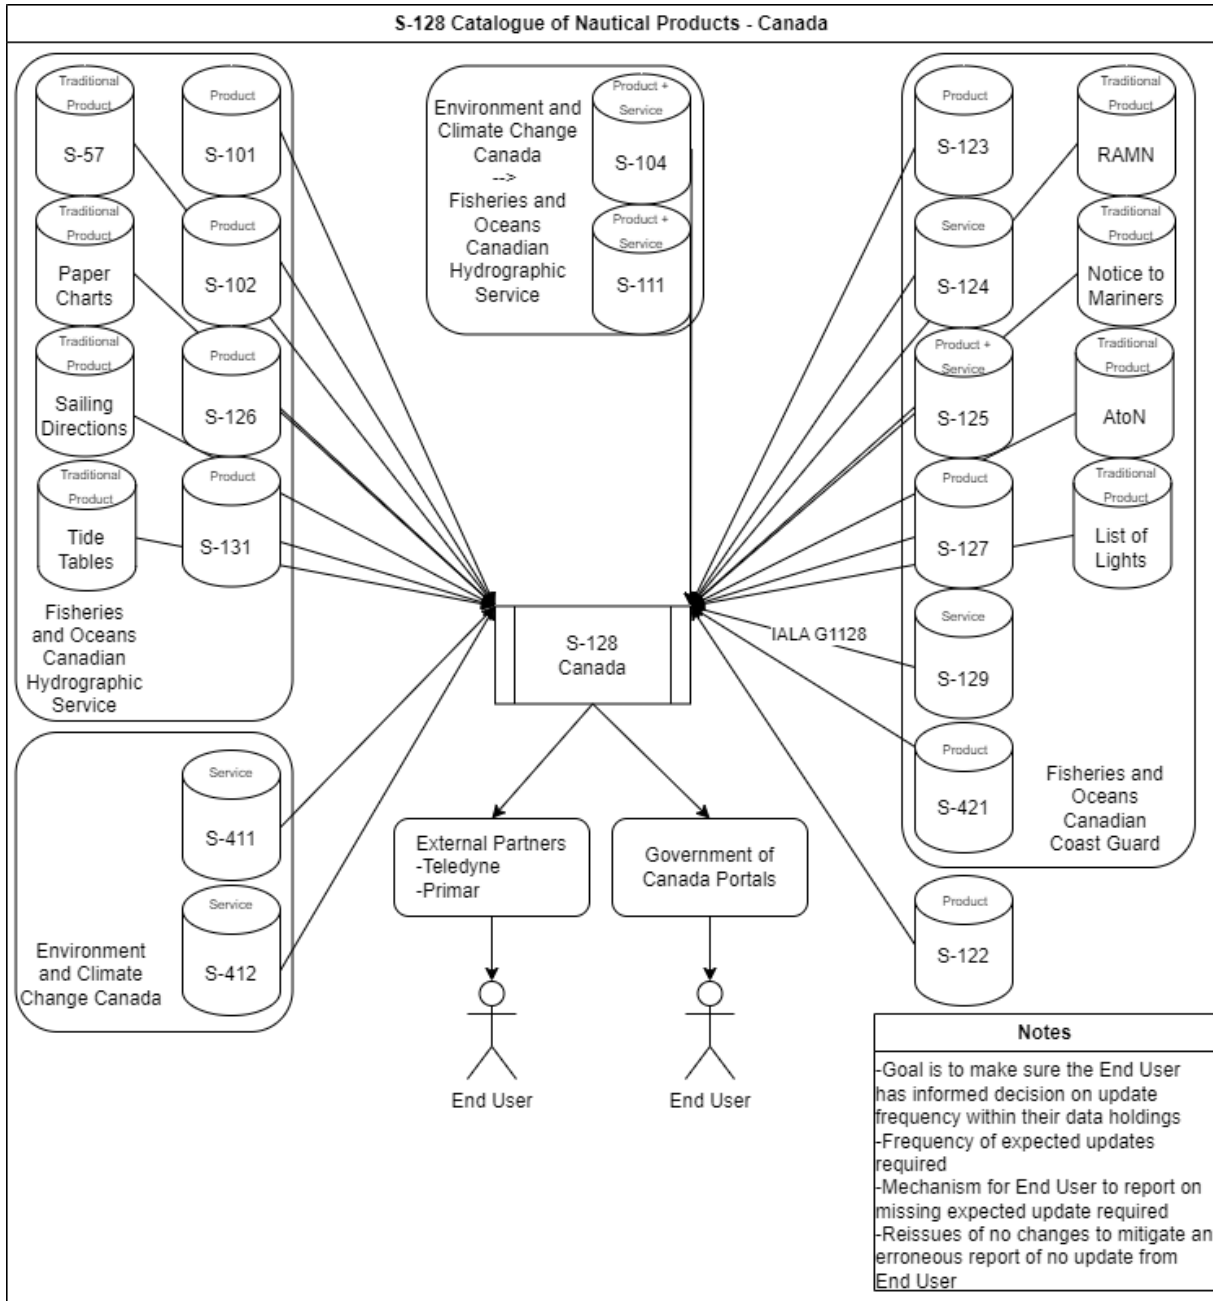 S-128 Catalogue of Nautical Products - Canada
Traditional
Product
S-57
Product
S-101
Traditional
Product
Paper
Charts
Product
S-102
Traditional
Product
Sailing
Directions
Product
S-126
Traditional
Product
Tide
Tables
Product
S-131
Fisheries
and Oceans
Canadian
Hydrographic
Service
Environment and
Climate Change
Canada
-->
Fisheries and
Oceans
Canadian
Hydrographic
Service
Product +
Service
S-104
Product +
Service
S-111
Product
S-123
Traditional
Product
RAMN
Service
S-124
Traditional
Product
Notice to
Mariners
Product +
Service
S-125
Traditional
Product
AtoN
Product
S-127
Traditional
Product
List of
Lights
Service
S-129
Product
S-421
Fisheries and
Oceans
Canadian
Coast Guard
IALA G1128
S-128
Canada
Service
S-411
Service
S-412
Environment
and Climate
Change Canada
External Partners
-Teledyne
-Primar
Government of
Canada Portals
Product
S-122
End User
End User
Notes
-Goal is to make sure the End User
has informed decision on update
frequency within their data holdings
-Frequency of expected updates
required
-Mechanism for End User to report on
missing expected update required
-Reissues of no changes to mitigate an
erroneous report of no update from
End User